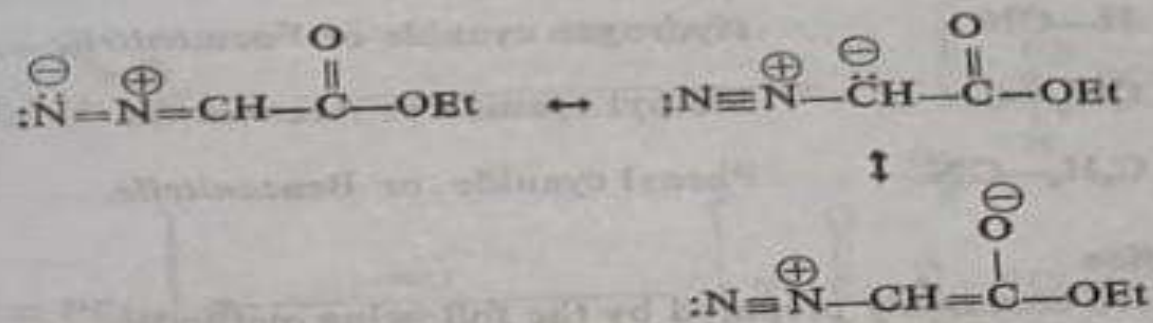 :N̈=N=CH—C—OEt ↔ :N≡N—C̈H—C—OEt
⊖ ⊕ O ⊕ ⊖ O
↕
⊖
⊕ O
:N≡N—CH=C—OEt